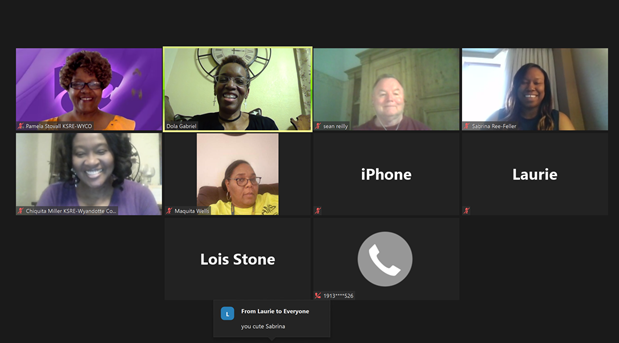 Pamela Stovall KSRE-WYCO
Dola Gabriel
sean reilly
Sabrina Ree-Feller
Chiquita Miller KSRE-Wyandotte Co...
Maquita Wells
iPhone
Laurie
Lois Stone
1913****526
L
From Laurie to Everyone
you cute Sabrina